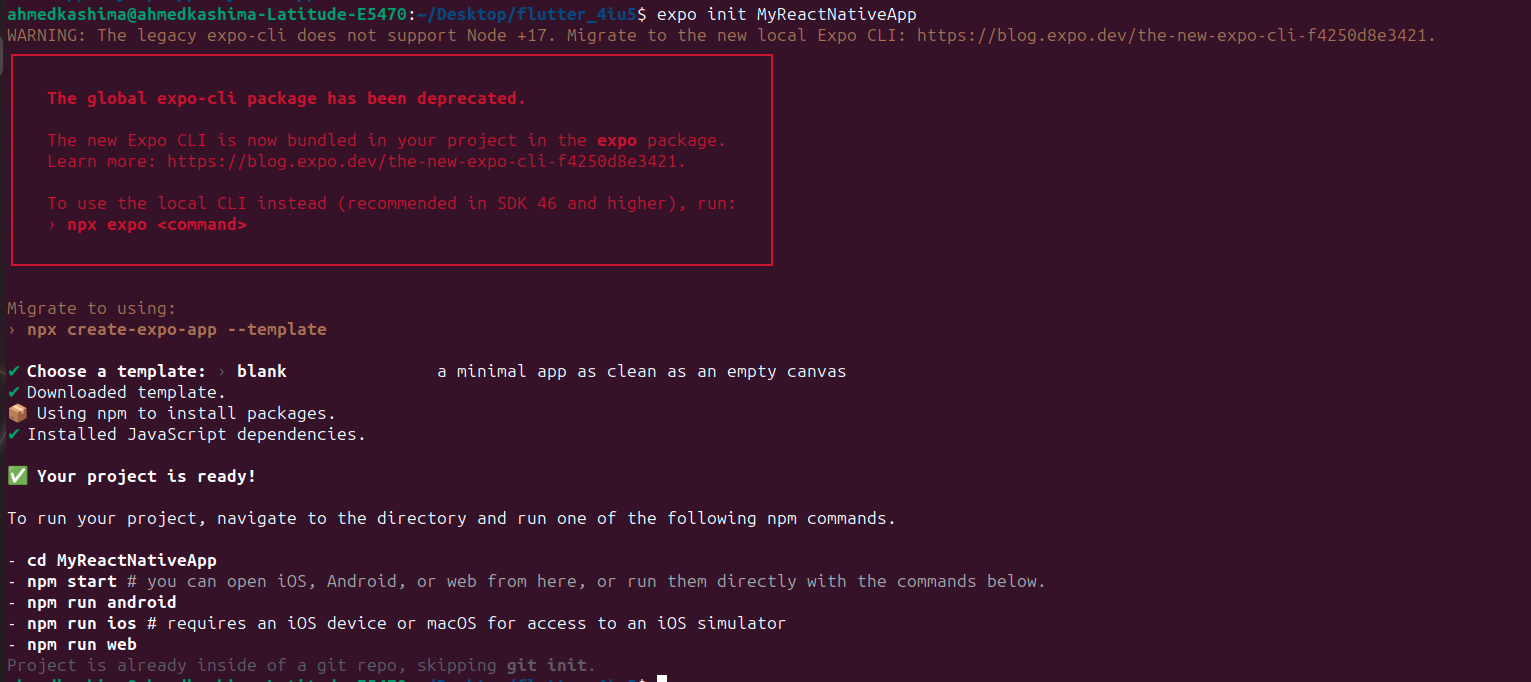 ahmedkashima@ahmedkashima-Latitude-E5470:~/Desktop/flutter_4iu5$ expo init MyReactNativeApp
WARNING: The legacy expo-cli does not support Node +17. Migrate to the new local Expo CLI: https://blog.expo.dev/the-new-expo-cli-f4250d8e3421.
The global expo-cli package has been deprecated.
The new Expo CLI is now bundled in your project in the expo package.
Learn more: https://blog.expo.dev/the-new-expo-cli-f4250d8e3421.
To use the local CLI instead (recommended in SDK 46 and higher), run:
› npx expo <command>
Migrate to using:
› npx create-expo-app --template
✔ Choose a template: › blank a minimal app as clean as an empty canvas
✔ Downloaded template.
📦 Using npm to install packages.
✔ Installed JavaScript dependencies.
✅ Your project is ready!
To run your project, navigate to the directory and run one of the following npm commands.
- cd MyReactNativeApp
- npm start # you can open iOS, Android, or web from here, or run them directly with the commands below.
- npm run android
- npm run ios # requires an iOS device or macOS for access to an iOS simulator
- npm run web
Project is already inside of a git repo, skipping git init.